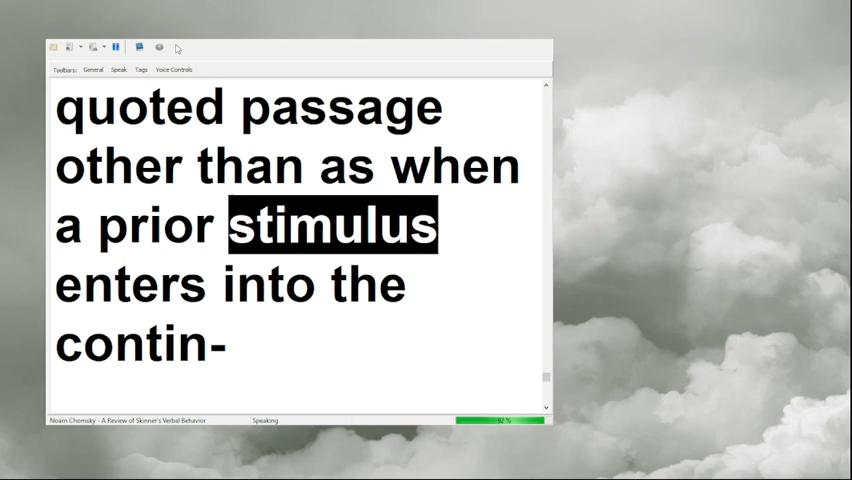 Toolbars: General Speak Tags Voice Controls
quoted passage
other than as when
a prior stimulus
enters into the
contin-
Noam Chomsky - A Review of Skinner's Verbal Behavior Speaking 92 %